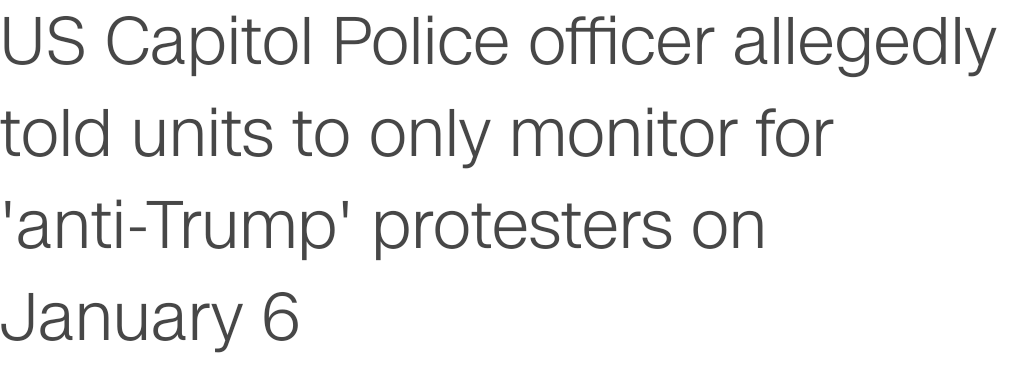 US Capitol Police officer allegedly
told units to only monitor for
'anti-Trump' protesters on
January 6